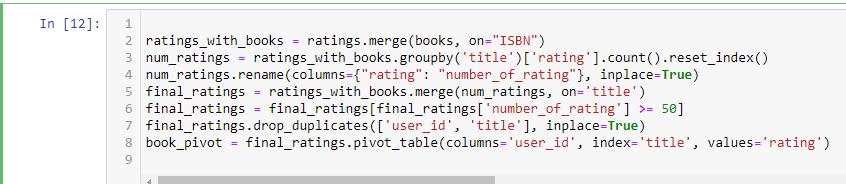 In [12]:
1
2 ratings_with_books = ratings.merge(books, on="ISBN")
3 num_ratings = ratings_with_books.groupby('title')['rating'].count().reset_index()
4 num_ratings.rename(columns={"rating": "number_of_rating"}, inplace=True)
5 final_ratings = ratings_with_books.merge(num_ratings, on='title')
6 final_ratings = final_ratings[final_ratings['number_of_rating'] >= 50]
7 final_ratings.drop_duplicates(['user_id', 'title'], inplace=True)
8 book_pivot = final_ratings.pivot_table(columns='user_id', index='title', values='rating')
9